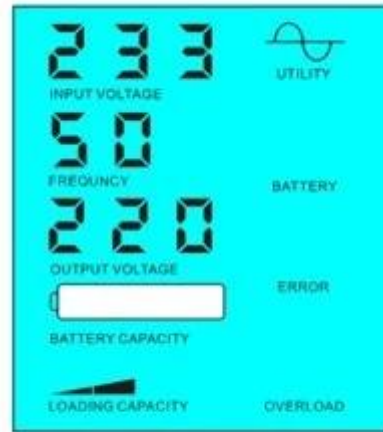 233
UTILITY
INPUT VOLTAGE
50
FREQUNCY
BATTERY
220
OUTPUT VOLTAGE
ERROR
BATTERY CAPACITY
LOADING CAPACITY
OVERLOAD